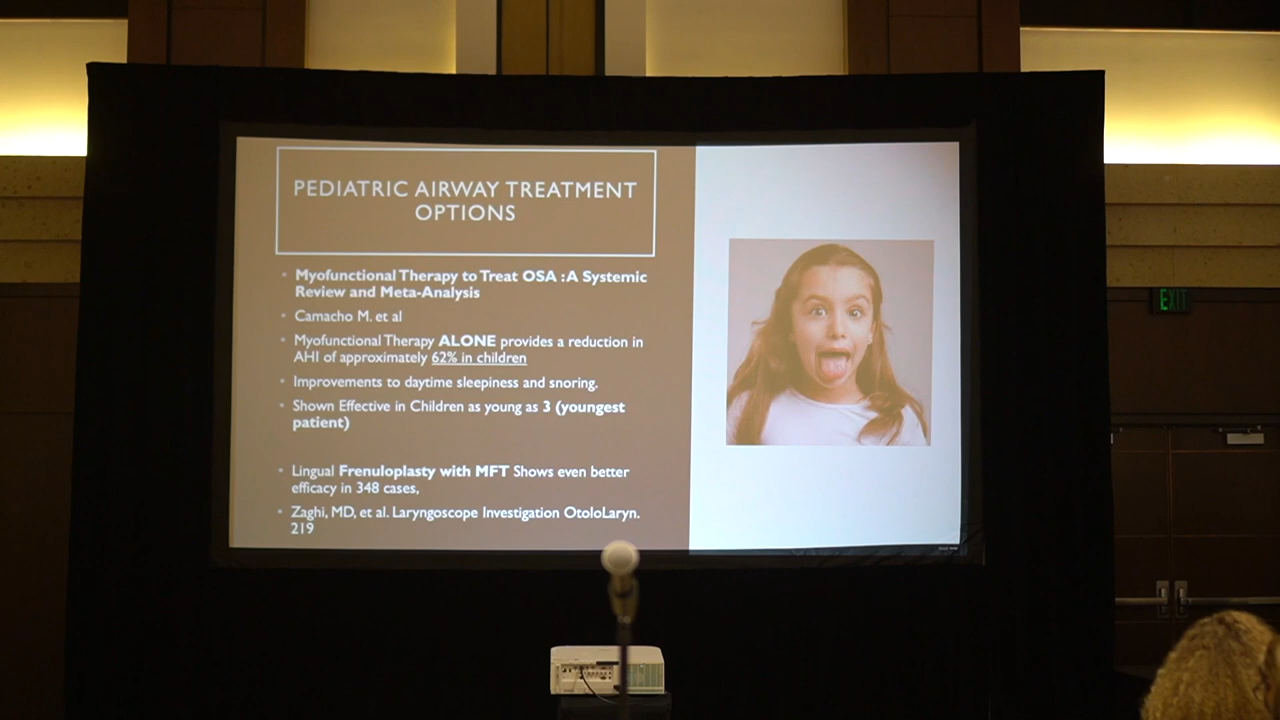 PEDIATRIC AIRWAY TREATMENT
OPTIONS
Myofunctional Therapy to Treat OSA : A Systemic
Review and Meta-Analysis
Camacho M. et al
Myofunctional Therapy ALONE provides a reduction in
AHI of approximately 62% in children
Improvements to daytime sleepiness and snoring.
Shown Effective in Children as young as 3 (youngest
patient)
Lingual Frenuloplasty with MFT Shows even better
efficacy in 348 cases,
Zaghi, MD, et al. Laryngoscope Investigation OtoloLaryn.
219
EXIT